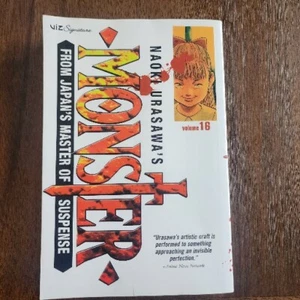 VIZ Signature
NAOKI URASAWA'S
MONSTER
FROM JAPAN'S MASTER OF SUSPENSE
volume 16
"Urasawa's artistic craft is
performed to something
approaching an invisible
perfection."